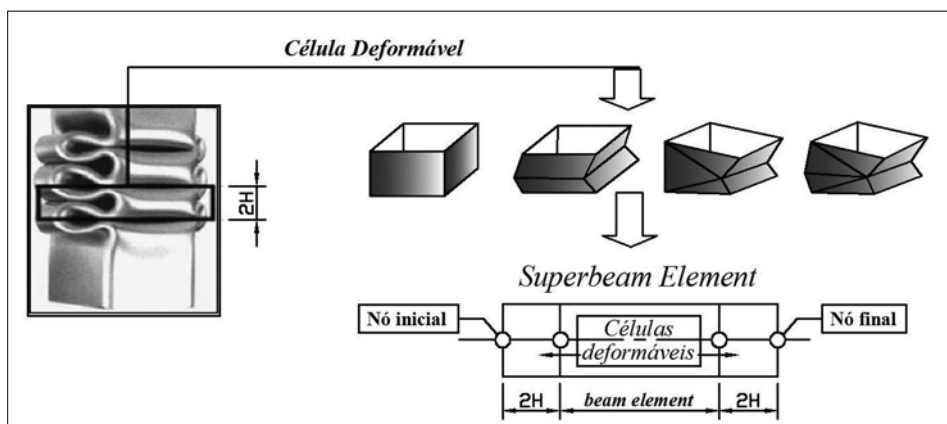 Célula Deformável
2H
Superbeam Element
Nó inicial
Células
deformáveis
Nó final
2H
beam element
2H